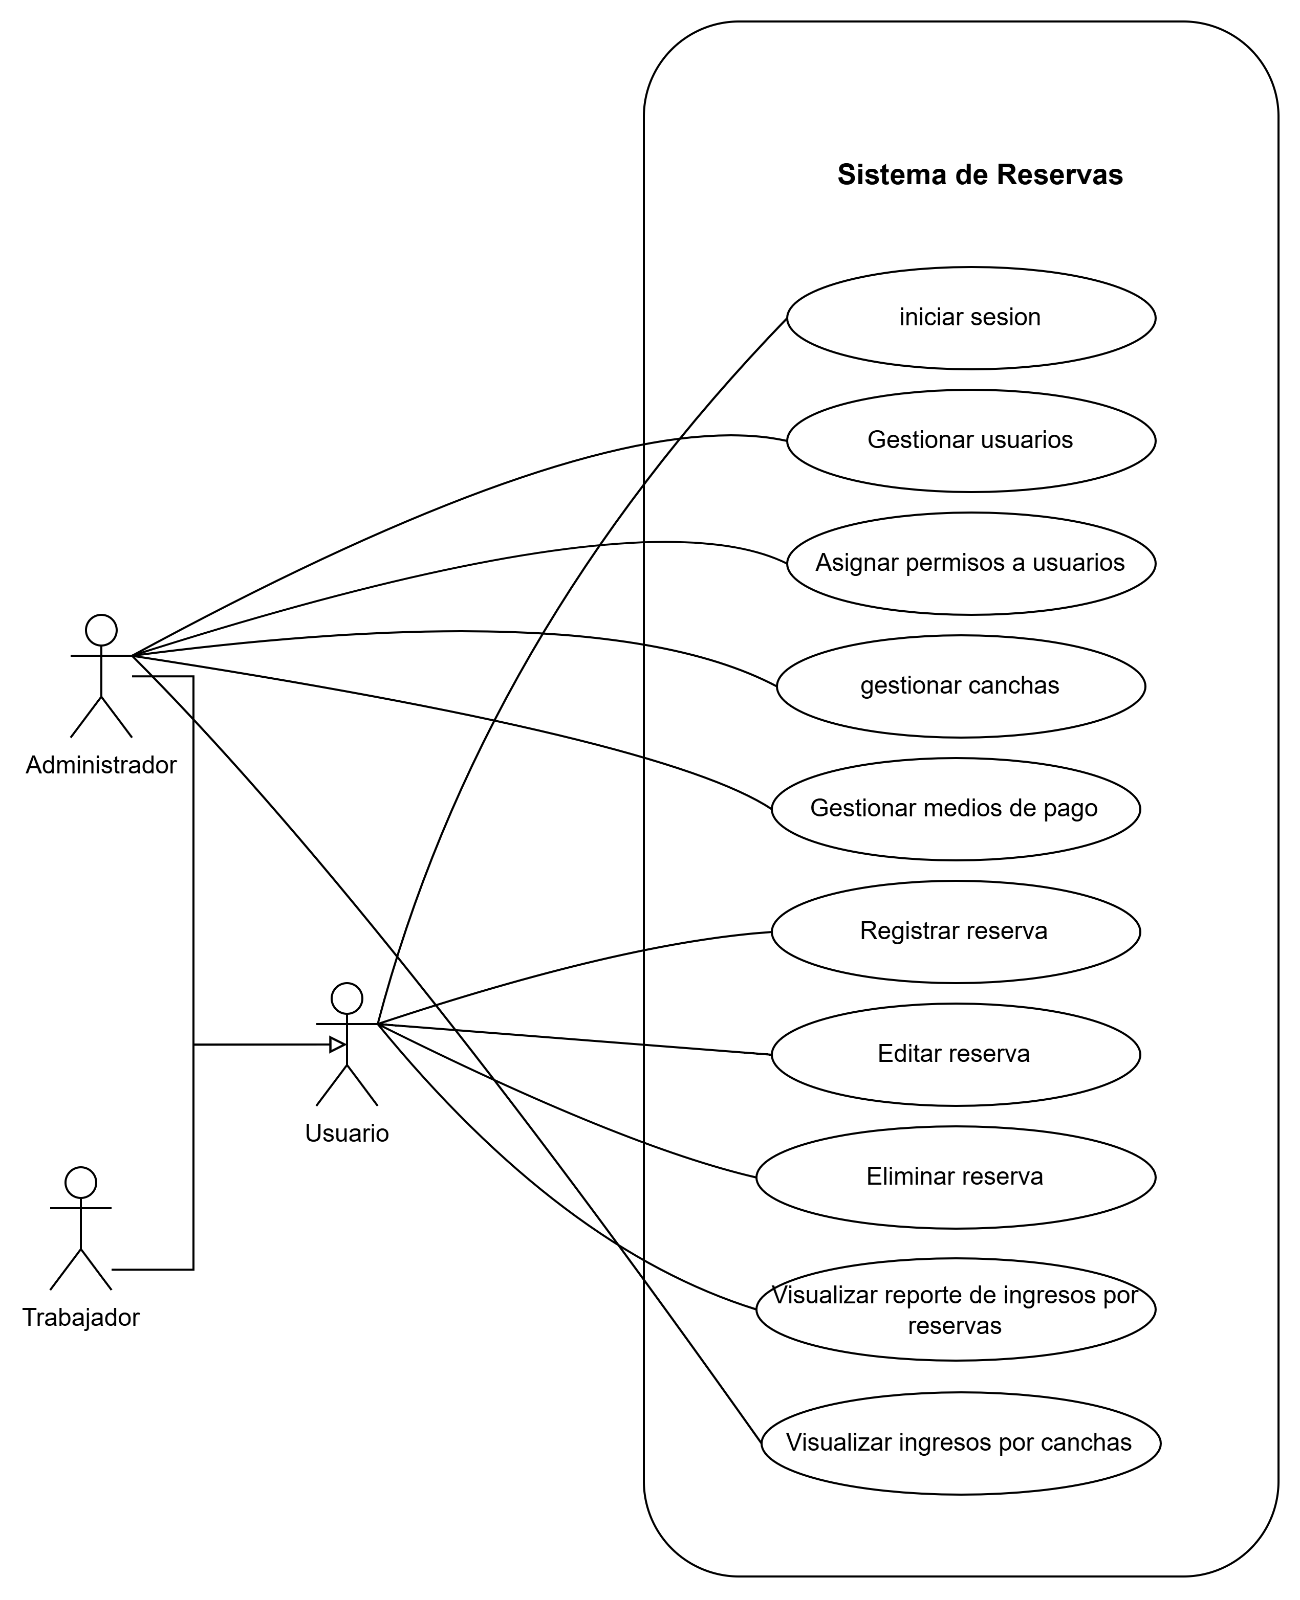 Sistema de Reservas
iniciar sesion
Gestionar usuarios
Asignar permisos a usuarios
gestionar canchas
Administrador
Gestionar medios de pago
Registrar reserva
Editar reserva
Usuario
Eliminar reserva
Trabajador
Visualizar reporte de ingresos por
reservas
Visualizar ingresos por canchas